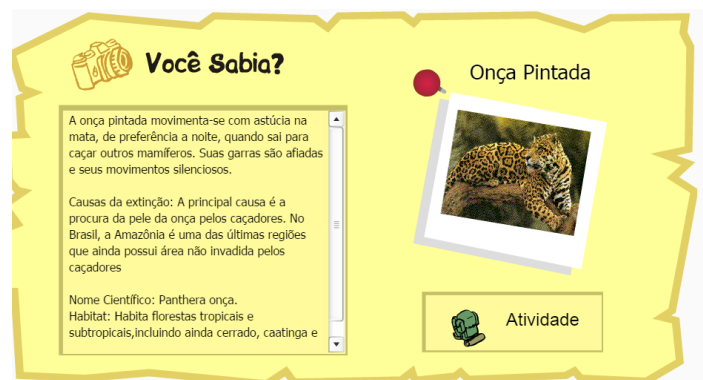 Você Sabia?
A onça pintada movimenta-se com astúcia na
mata, de preferência a noite, quando sai para
caçar outros mamíferos. Suas garras são afiadas
e seus movimentos silenciosos.
Causas da extinção: A principal causa é a
procura da pele da onça pelos caçadores. No
Brasil, a Amazônia é uma das últimas regiões
que ainda possui área não invadida pelos
caçadores
Nome Científico: Panthera onça.
Habitat: Habita florestas tropicais e
subtropicais,incluindo ainda cerrado, caatinga e
Onça Pintada
Atividade